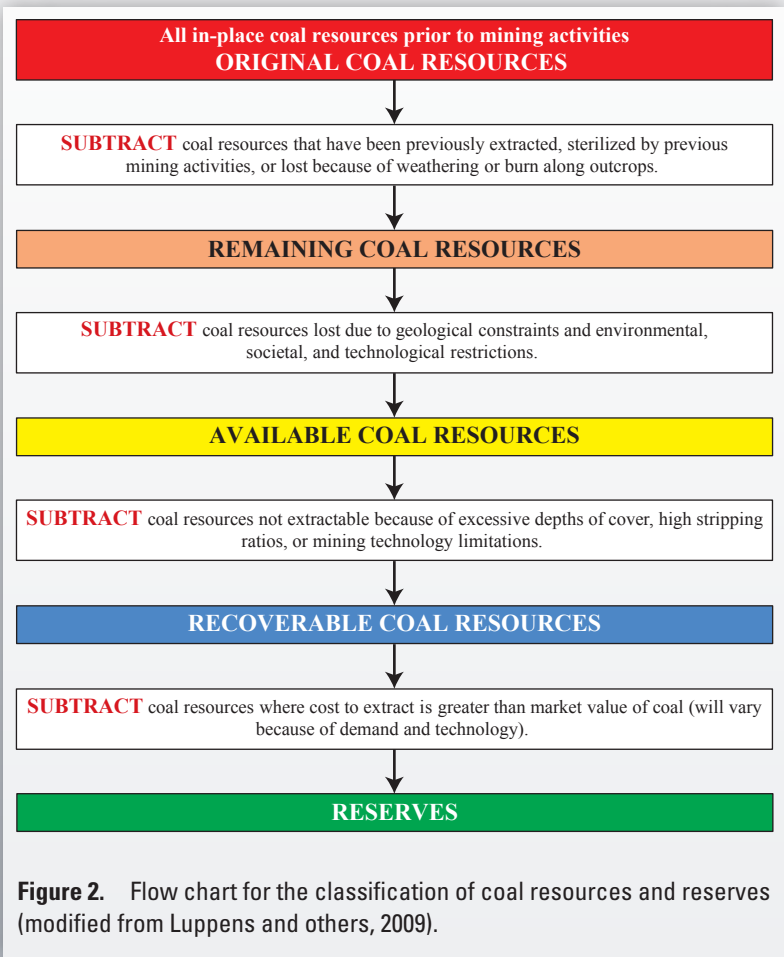 All in-place coal resources prior to mining activities
ORIGINAL COAL RESOURCES
SUBTRACT coal resources that have been previously extracted, sterilized by previous
mining activities, or lost because of weathering or burn along outcrops.
REMAINING COAL RESOURCES
SUBTRACT coal resources lost due to geological constraints and environmental,
societal, and technological restrictions.
AVAILABLE COAL RESOURCES
SUBTRACT coal resources not extractable because of excessive depths of cover, high stripping
ratios, or mining technology limitations.
RECOVERABLE COAL RESOURCES
SUBTRACT coal resources where cost to extract is greater than market value of coal (will vary
because of demand and technology).
RESERVES
Figure 2. Flow chart for the classification of coal resources and reserves
(modified from Luppens and others, 2009).